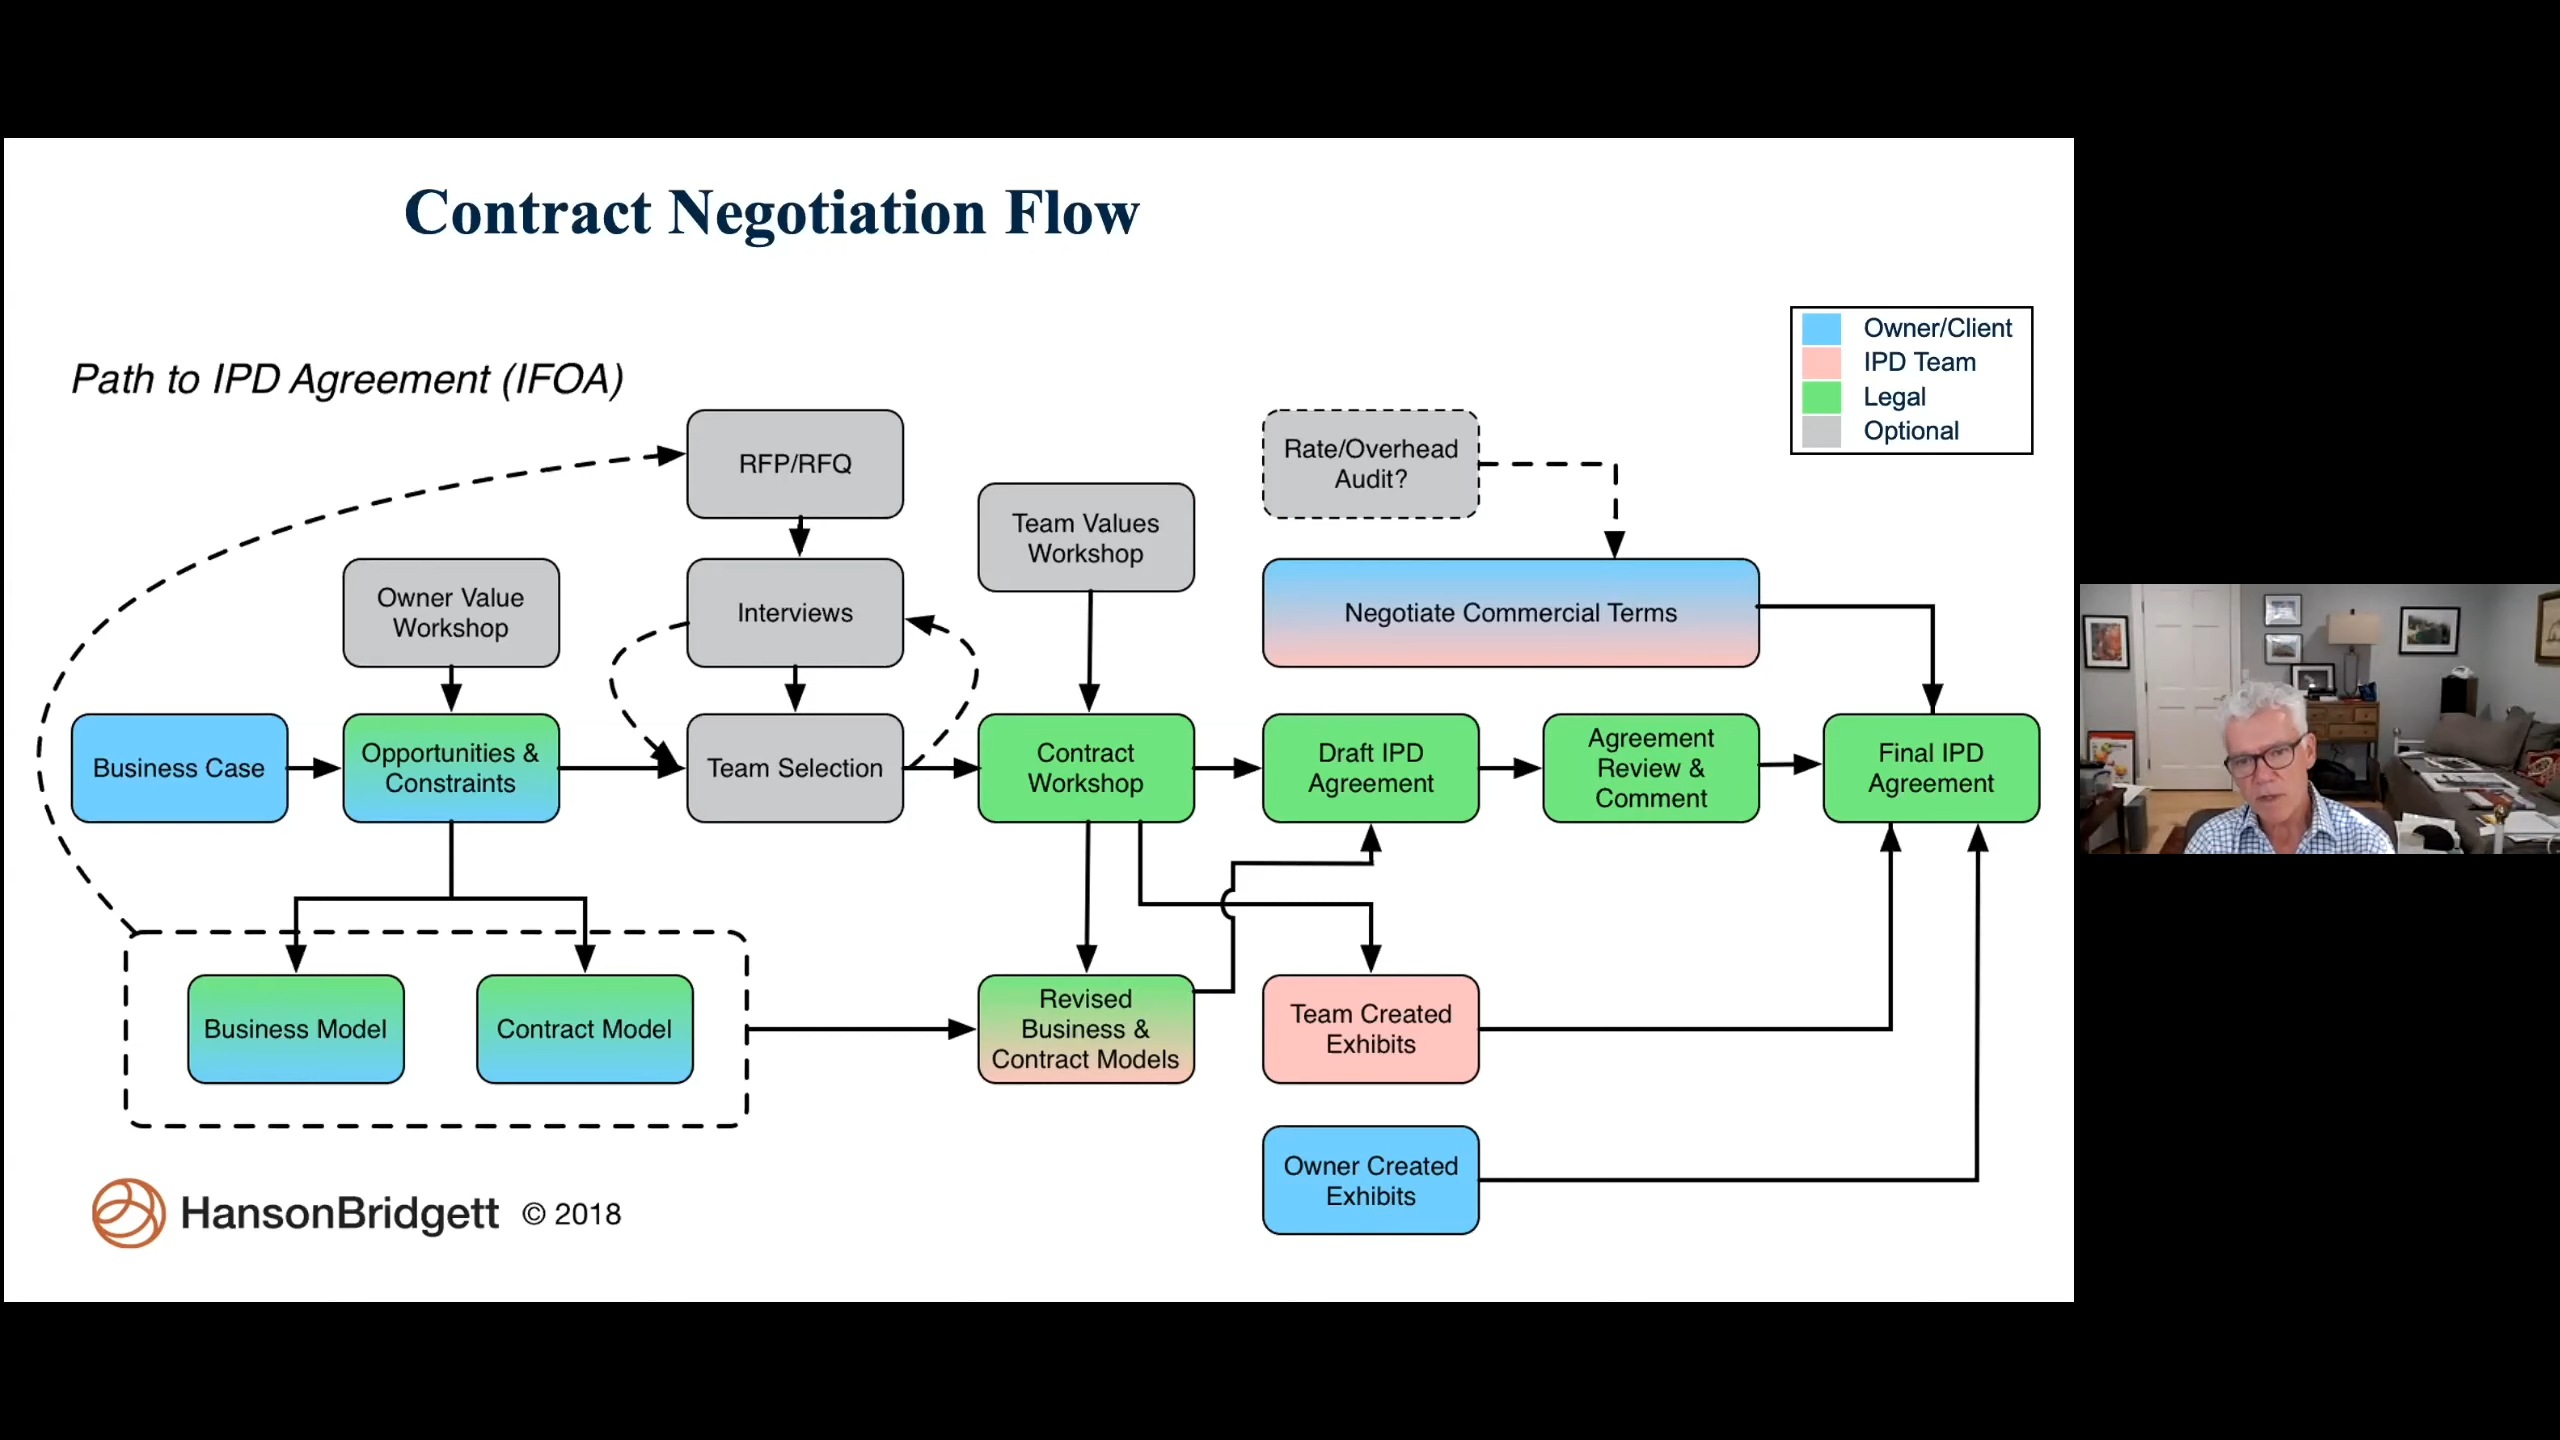 Contract Negotiation Flow
Owner/Client
IPD Team
Legal
Optional
Path to IPD Agreement (IFOA)
RFP/RFQ
Rate/Overhead
Audit?
Team Values
Workshop
Owner Value
Workshop
Interviews
Negotiate Commercial Terms
Business Case
Opportunities &
Constraints
Team Selection
Contract
Workshop
Draft IPD
Agreement
Agreement
Review &
Comment
Final IPD
Agreement
Business Model
Contract Model
Revised
Business &
Contract Models
Team Created
Exhibits
Owner Created
Exhibits
HansonBridgett © 2018